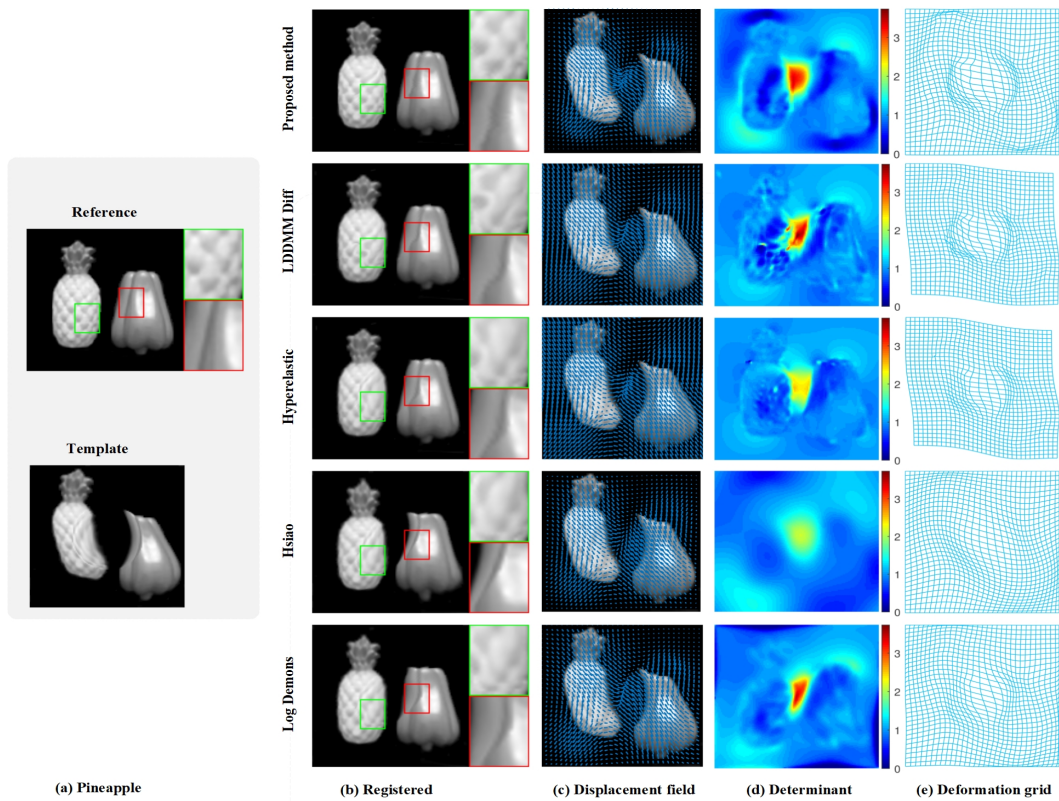 Reference
Template
(a) Pineapple
Proposed method
3
2
1
0
LDDMM Diff
3
2
1
0
Hyperelastic
3
2
1
0
Hsiao
3
2
1
0
Log Demons
3
2
1
0
(b) Registered
(c) Displacement field
(d) Determinant
(e) Deformation grid